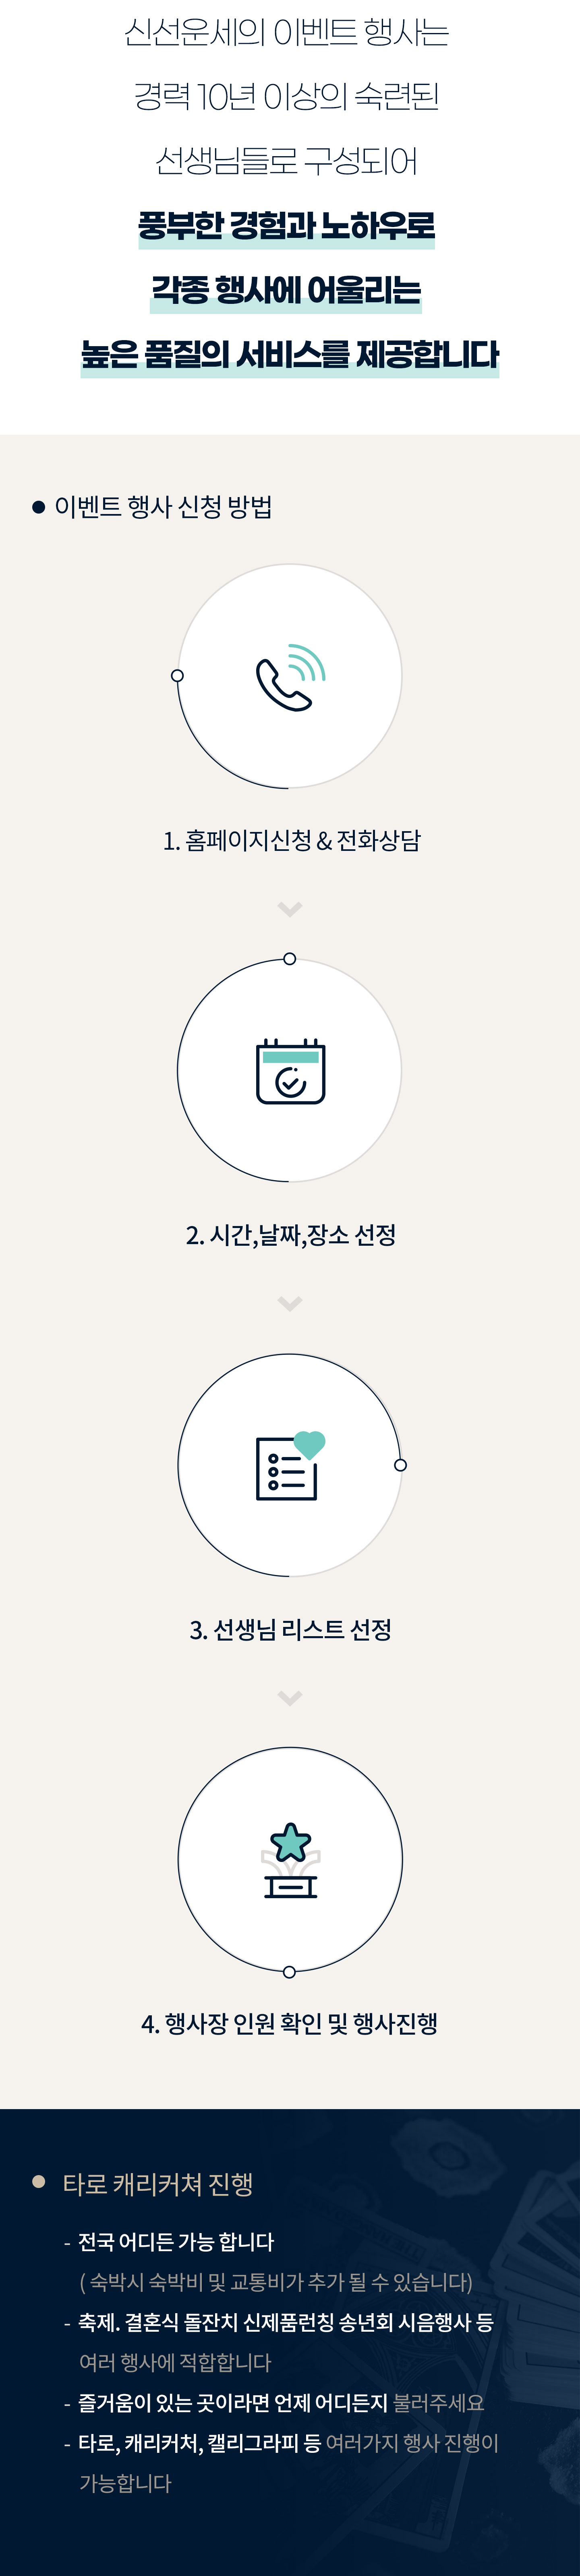 신선운세의 이벤트 행사는
경력 10년 이상의 숙련된
선생님들로 구성되어
풍부한 경험과 노하우로
각종 행사에 어울리는
높은 품질의 서비스를 제공합니다
● 이벤트 행사 신청 방법
1. 홈페이지신청 & 전화상담
2. 시간,날짜,장소 선정
3. 선생님 리스트 선정
4. 행사장 인원 확인 및 행사진행
● 타로 캐리커쳐 진행
- 전국 어디든 가능 합니다
( 숙박시 숙박비 및 교통비가 추가 될 수 있습니다)
- 축제. 결혼식 돌잔치 신제품런칭 송년회 시음행사 등
여러 행사에 적합합니다
- 즐거움이 있는 곳이라면 언제 어디든지 불러주세요
- 타로, 캐리커처, 캘리그라피 등 여러가지 행사 진행이
가능합니다